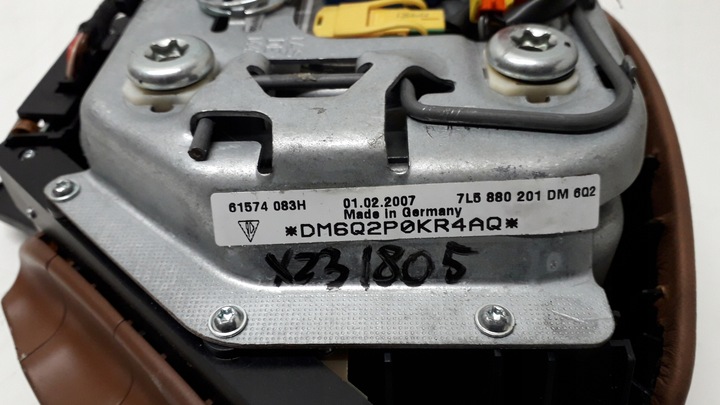 61574 083H 01.02.2007 7L5 880 201 DM 6Q2
Made in Germany
*DM6Q2P0KR4AQ*
XZ31805